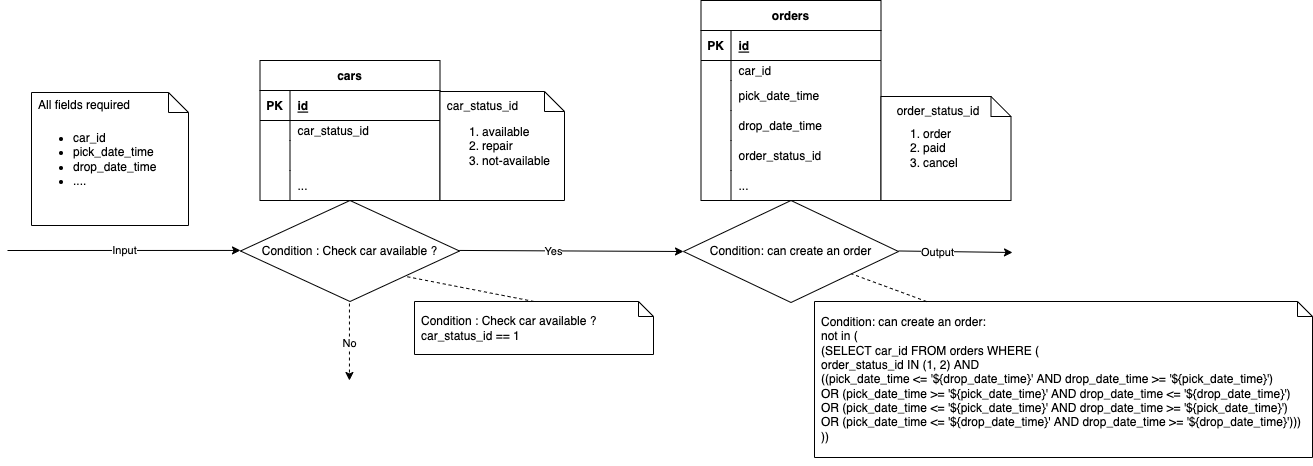 orders
PK id
car_id
pick_date_time
drop_date_time
order_status_id
...
order_status_id
1. order
2. paid
3. cancel
cars
PK id
car_status_id
...
car_status_id
1. available
2. repair
3. not-available
All fields required
• car_id
• pick_date_time
• drop_date_time
• ....
Input
Condition : Check car available ?
Yes
Condition: can create an order
Output
No
Condition : Check car available ?
car_status_id == 1
Condition: can create an order:
not in (
(SELECT car_id FROM orders WHERE (
order_status_id IN (1, 2) AND
((pick_date_time <= '${drop_date_time}' AND drop_date_time >= '${pick_date_time}')
OR (pick_date_time >= '${pick_date_time}' AND drop_date_time <= '${drop_date_time}')
OR (pick_date_time <= '${pick_date_time}' AND drop_date_time >= '${pick_date_time}')
OR (pick_date_time <= '${drop_date_time}' AND drop_date_time >= '${drop_date_time}')))
))